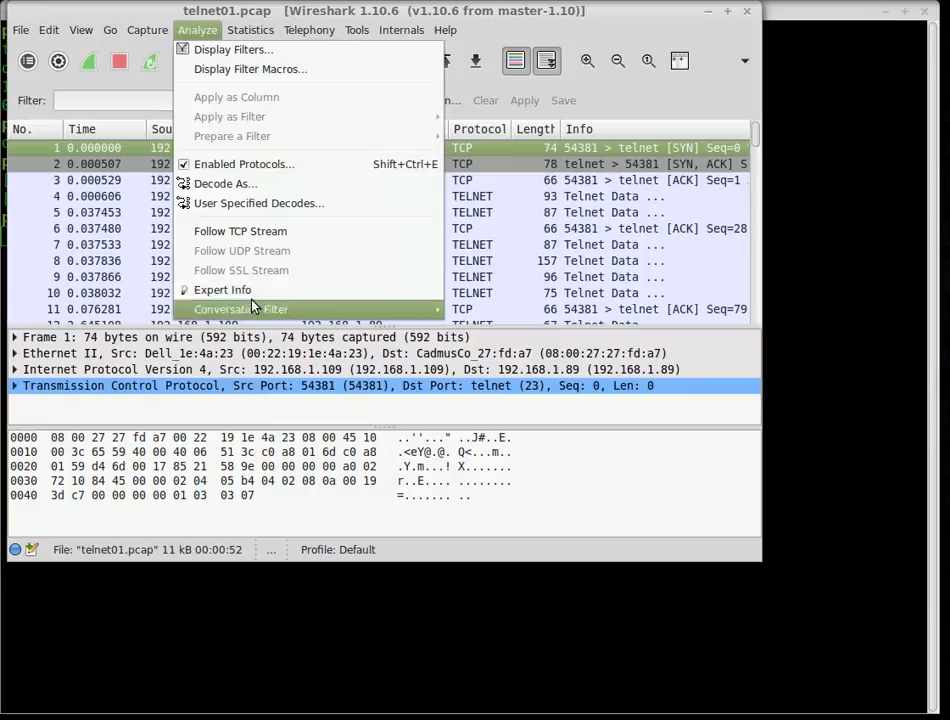 telnet01.pcap [Wireshark 1.10.6 (v1.10.6 from master-1.10)]
File Edit View Go Capture Analyze Statistics Telephony Tools Internals Help
Filter: Clear Apply Save
No. Time Protocol Length Info
1 0.000000 192 TCP 74 54381 > telnet [SYN] Seq=0
2 0.000507 192 TCP 78 telnet > 54381 [SYN, ACK] S
3 0.000529 192 TCP 66 54381 > telnet [ACK] Seq=1
4 0.000606 192 TELNET 93 Telnet Data ...
5 0.037453 192 TELNET 87 Telnet Data ...
6 0.037480 192 TCP 66 54381 > telnet [ACK] Seq=28
7 0.037533 192 TELNET 87 Telnet Data ...
8 0.037836 192 TELNET 157 Telnet Data ...
9 0.037866 192 TELNET 96 Telnet Data ...
10 0.038032 192 TELNET 75 Telnet Data ...
11 0.076281 192 TCP 66 54381 > telnet [ACK] Seq=79
Display Filters...
Display Filter Macros...
Apply as Column
Apply as Filter
Prepare a Filter
Enabled Protocols... Shift+Ctrl+E
Decode As...
User Specified Decodes...
Follow TCP Stream
Follow UDP Stream
Follow SSL Stream
Expert Info
Conversation Filter
Frame 1: 74 bytes on wire (592 bits), 74 bytes captured (592 bits)
Ethernet II, Src: Dell_1e:4a:23 (00:22:19:1e:4a:23), Dst: CadmusCo_27:fd:a7 (08:00:27:27:fd:a7)
Internet Protocol Version 4, Src: 192.168.1.109 (192.168.1.109), Dst: 192.168.1.89 (192.168.1.89)
Transmission Control Protocol, Src Port: 54381 (54381), Dst Port: telnet (23), Seq: 0, Len: 0
0000 08 00 27 27 fd a7 00 22 19 1e 4a 23 08 00 45 10 ..''..." ..J#..E.
0010 00 3c 65 59 40 00 40 06 51 3c c0 a8 01 6d c0 a8 .<eY@.@. Q<...m..
0020 01 59 d4 6d 00 17 85 21 58 9e 00 00 00 00 a0 02 .Y.m...! X.......
0030 72 10 84 45 00 00 02 04 05 b4 04 02 08 0a 00 19 r..E.... ........
0040 3d c7 00 00 00 00 01 03 03 07 =....... ..
File: "telnet01.pcap" 11 kB 00:00:52 ... Profile: Default